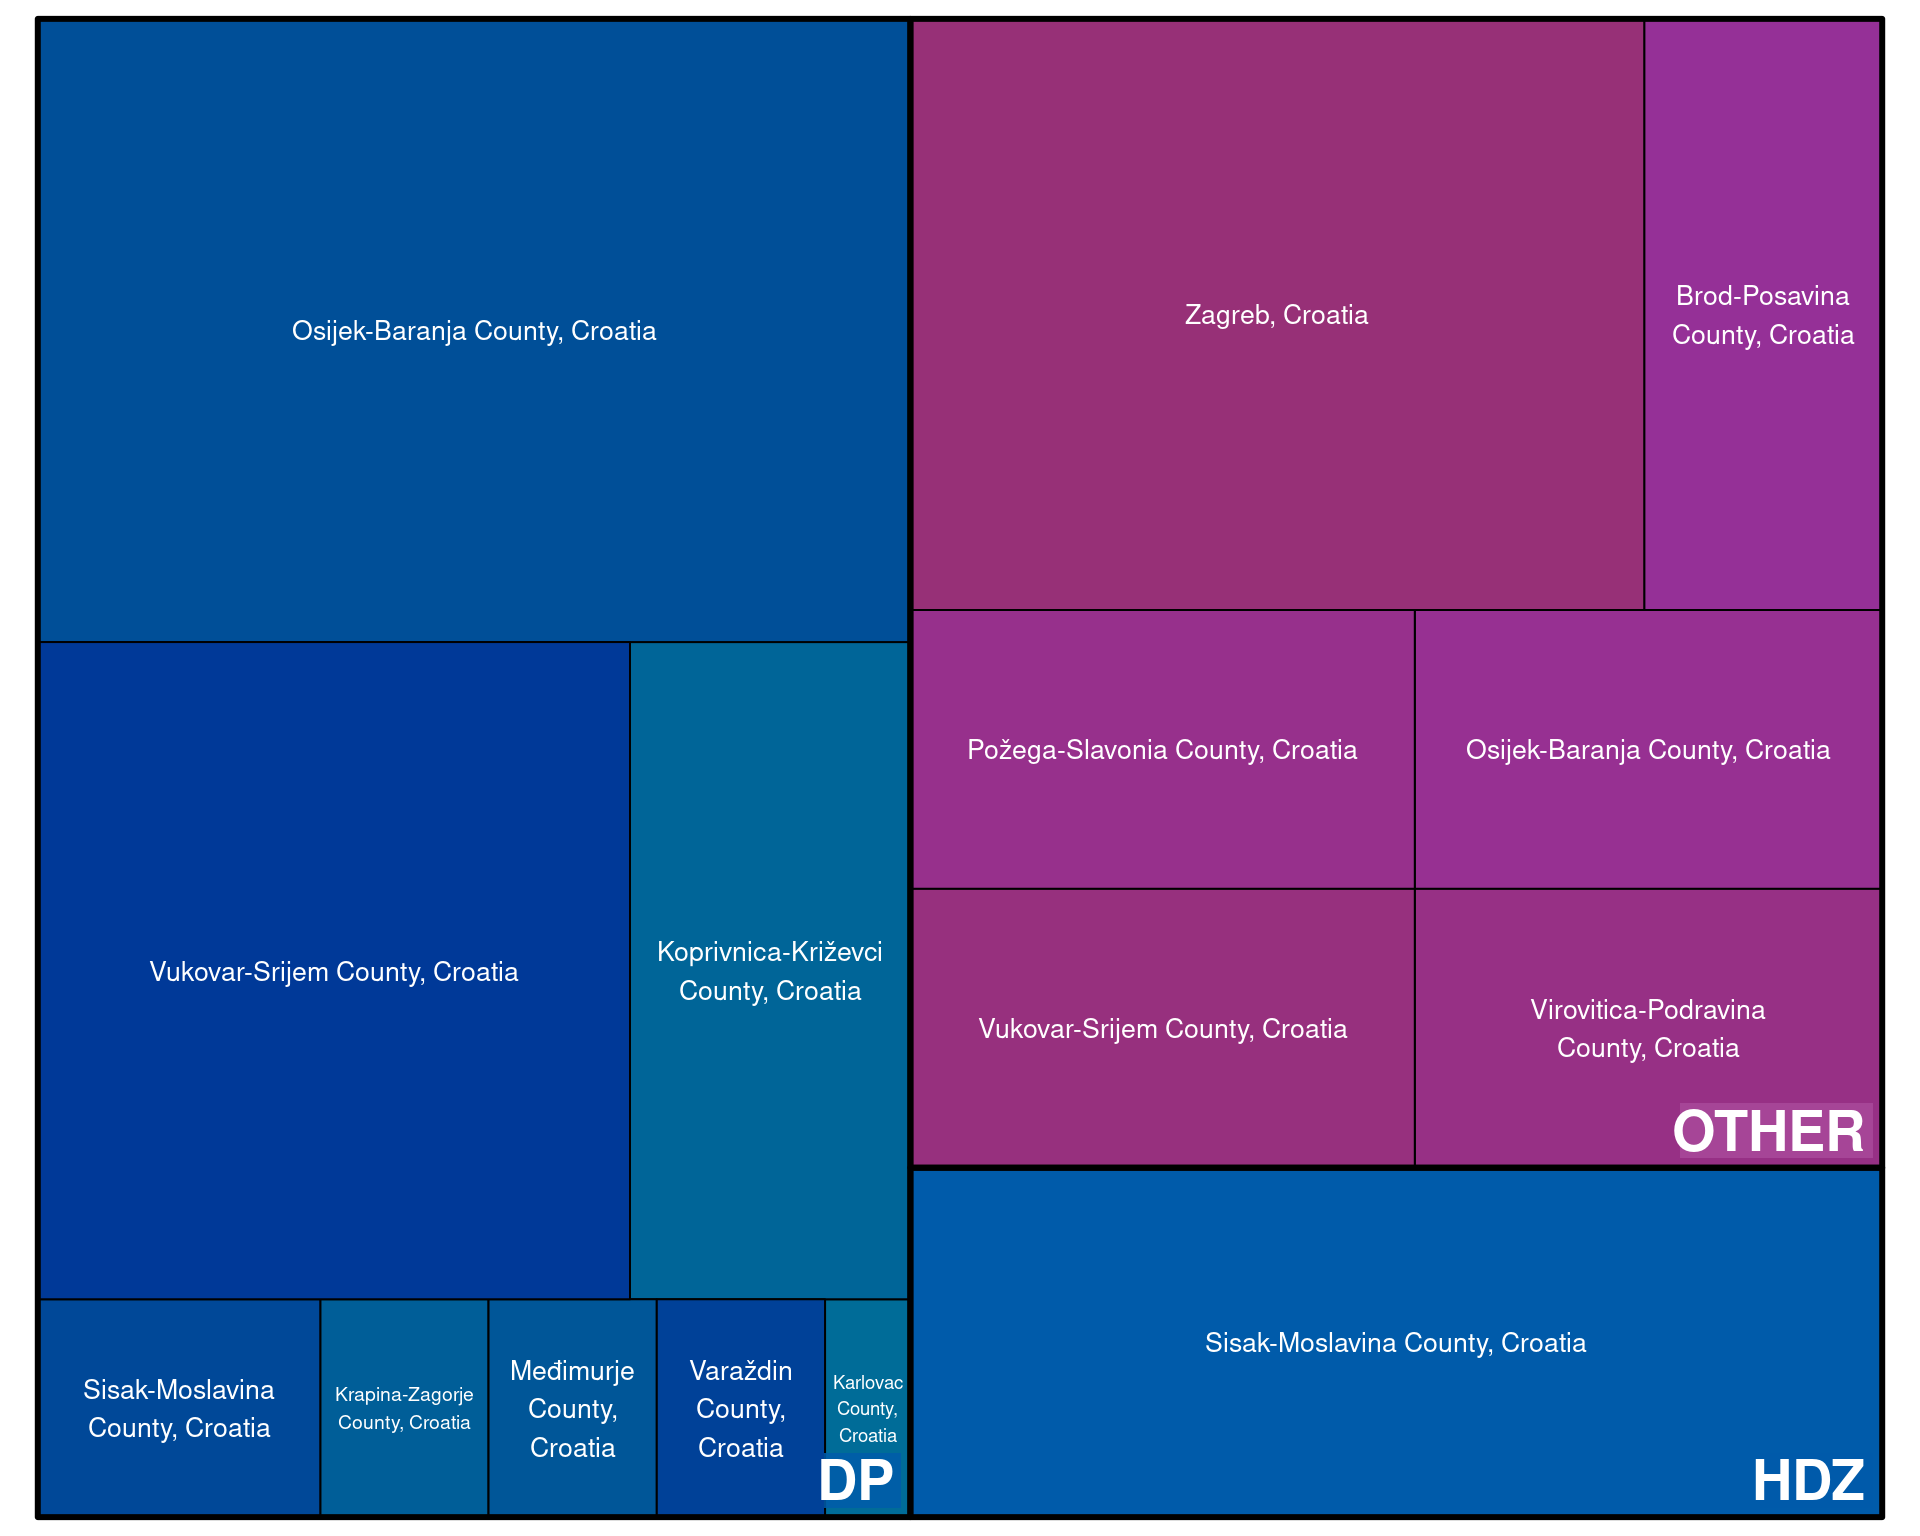 Osijek-Baranja County, Croatia
Vukovar-Srijem County, Croatia
Koprivnica-Križevci
County, Croatia
Sisak-Moslavina
County, Croatia
Krapina-Zagorje
County, Croatia
Međimurje
County,
Croatia
Varaždin
County,
Croatia
Karlovac
County,
Croatia
DP
Zagreb, Croatia
Brod-Posavina
County, Croatia
Požega-Slavonia County, Croatia
Osijek-Baranja County, Croatia
Vukovar-Srijem County, Croatia
Virovitica-Podravina
County, Croatia
OTHER
Sisak-Moslavina County, Croatia
HDZ